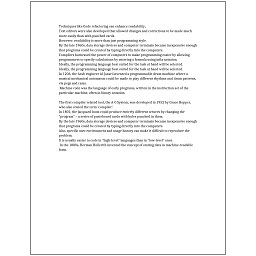 Techniques like Code refactoring can enhance readability.
Text editors were also developed that allowed changes and corrections to be made much
more easily than with punched cards.
However, readability is more than just programming style.
By the late 1960s, data storage devices and computer terminals became inexpensive enough
that programs could be created by typing directly into the computers.
Compilers harnessed the power of computers to make programming easier by allowing
programmers to specify calculations by entering a formula using infix notation.
Ideally, the programming language best suited for the task at hand will be selected.
Ideally, the programming language best suited for the task at hand will be selected.
In 1206, the Arab engineer Al-Jazari invented a programmable drum machine where a
musical mechanical automaton could be made to play different rhythms and drum patterns,
via pegs and cams.
Machine code was the language of early programs, written in the instruction set of the
particular machine, often in binary notation.
The first compiler related tool, the A-0 System, was developed in 1952 by Grace Hopper,
who also coined the term 'compiler'.
In 1801, the Jacquard loom could produce entirely different weaves by changing the
"program" - a series of pasteboard cards with holes punched in them.
By the late 1960s, data storage devices and computer terminals became inexpensive enough
that programs could be created by typing directly into the computers.
Also, specific user environment and usage history can make it difficult to reproduce the
problem.
It is usually easier to code in "high-level" languages than in "low-level" ones.
In the 1880s, Herman Hollerith invented the concept of storing data in machine-readable
form.